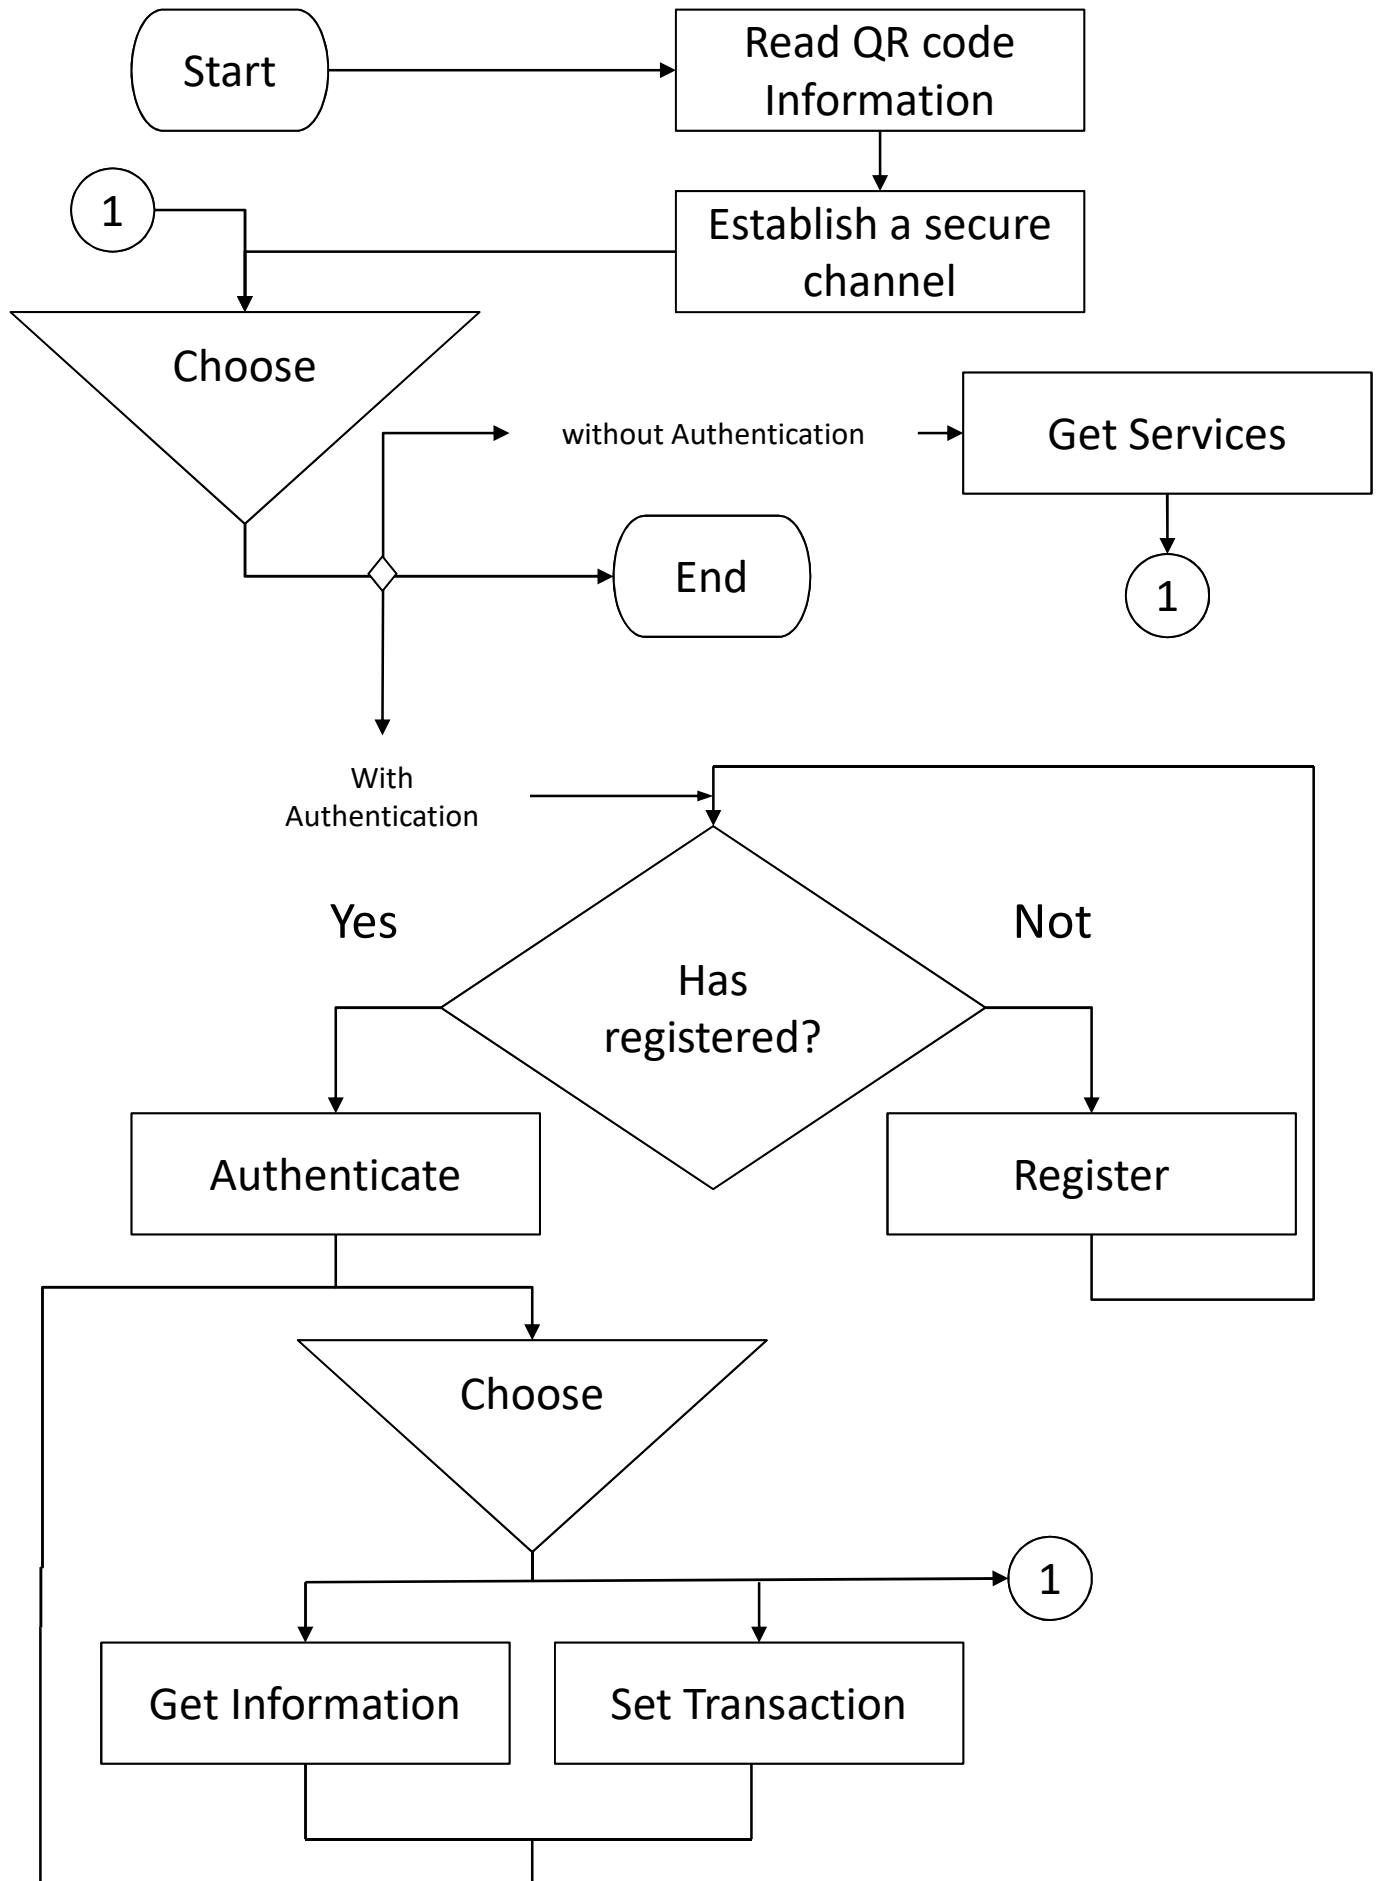 Start
Read QR code
Information
1
Establish a secure
channel
Choose
without Authentication
Get Services
End
1
With
Authentication
Yes
Not
Has
registered?
Authenticate
Register
Choose
1
Get Information
Set Transaction